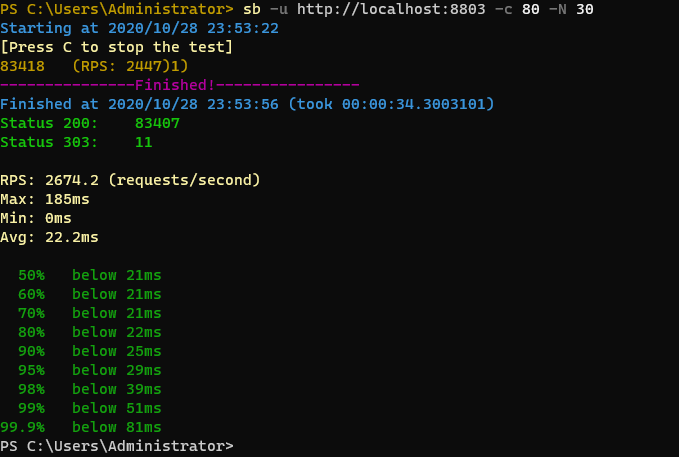 PS C:\Users\Administrator> sb -u http://localhost:8803 -c 80 -N 30
Starting at 2020/10/28 23:53:22
[Press C to stop the test]
83418   (RPS: 2447)1)
---------------Finished!----------------
Finished at 2020/10/28 23:53:56 (took 00:00:34.3003101)
Status 200:    83407
Status 303:    11

RPS: 2674.2 (requests/second)
Max: 185ms
Min: 0ms
Avg: 22.2ms

  50%   below 21ms
  60%   below 21ms
  70%   below 21ms
  80%   below 22ms
  90%   below 25ms
  95%   below 29ms
  98%   below 39ms
  99%   below 51ms
99.9%   below 81ms
PS C:\Users\Administrator>